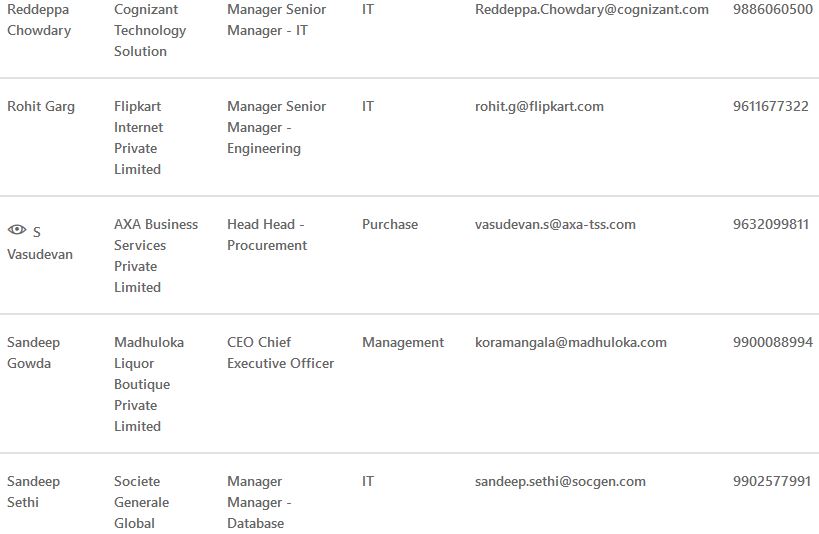 Reddeppa Cognizant Manager Senior IT Reddeppa.Chowdary@cognizant.com 9886060500
Chowdary Technology Manager - IT
Solution
Rohit Garg Flipkart Manager Senior IT rohit.g@flipkart.com 9611677322
Internet Manager -
Private Engineering
Limited
S AXA Business Head Head - Purchase vasudevan.s@axa-tss.com 9632099811
Vasudevan Services Procurement
Private
Limited
Sandeep Madhuloka CEO Chief Management koramangala@madhuloka.com 9900088994
Gowda Liquor Executive Officer
Boutique
Private
Limited
Sandeep Societe Manager IT sandeep.sethi@socgen.com 9902577991
Sethi Generale Manager -
Global Database